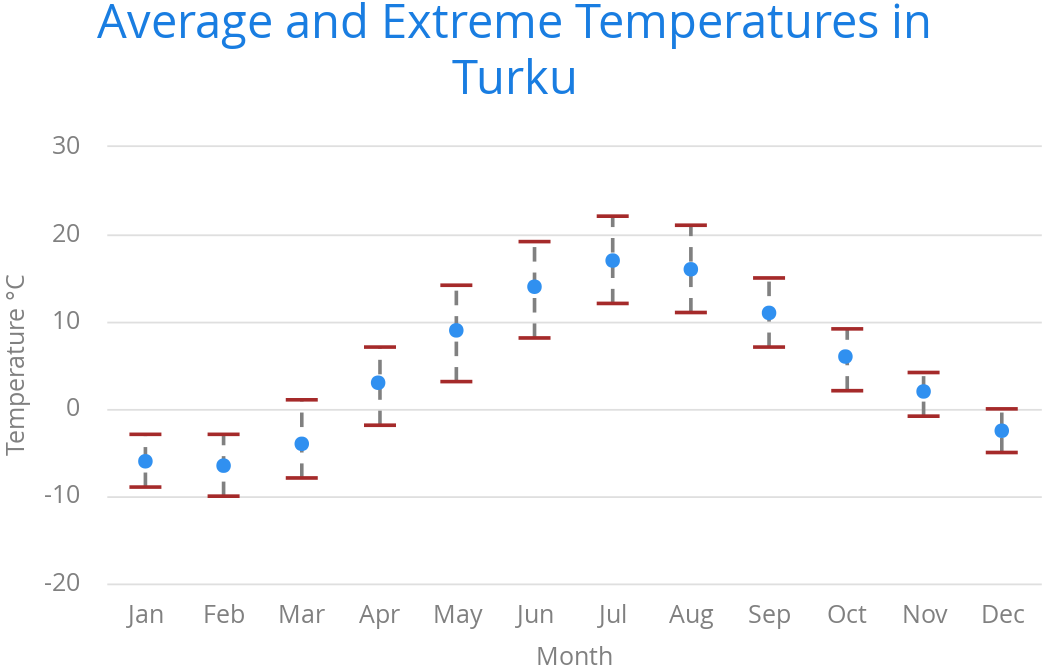 Average and Extreme Temperatures in
Turku
30
20
10
0
-10
-20
Temperature °C
Jan Feb Mar Apr May Jun Jul Aug Sep Oct Nov Dec
Month